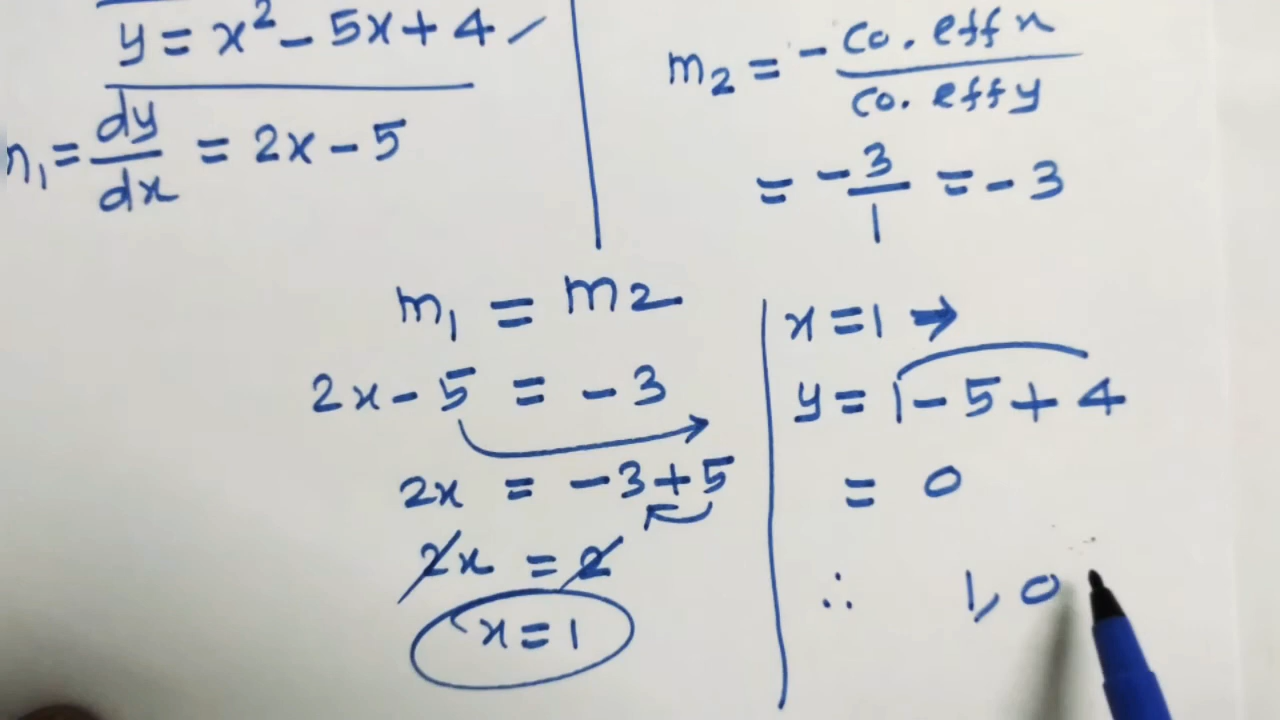 y = x² - 5x + 4
m₁ = dy/dx = 2x - 5
m₂ = - co. eff x / co. eff y
= - 3/1 = - 3
m₁ = m₂
2x - 5 = - 3
2x = - 3 + 5
2x = 2
x = 1
x = 1 →
y = 1 - 5 + 4
= 0
∴ 1, 0